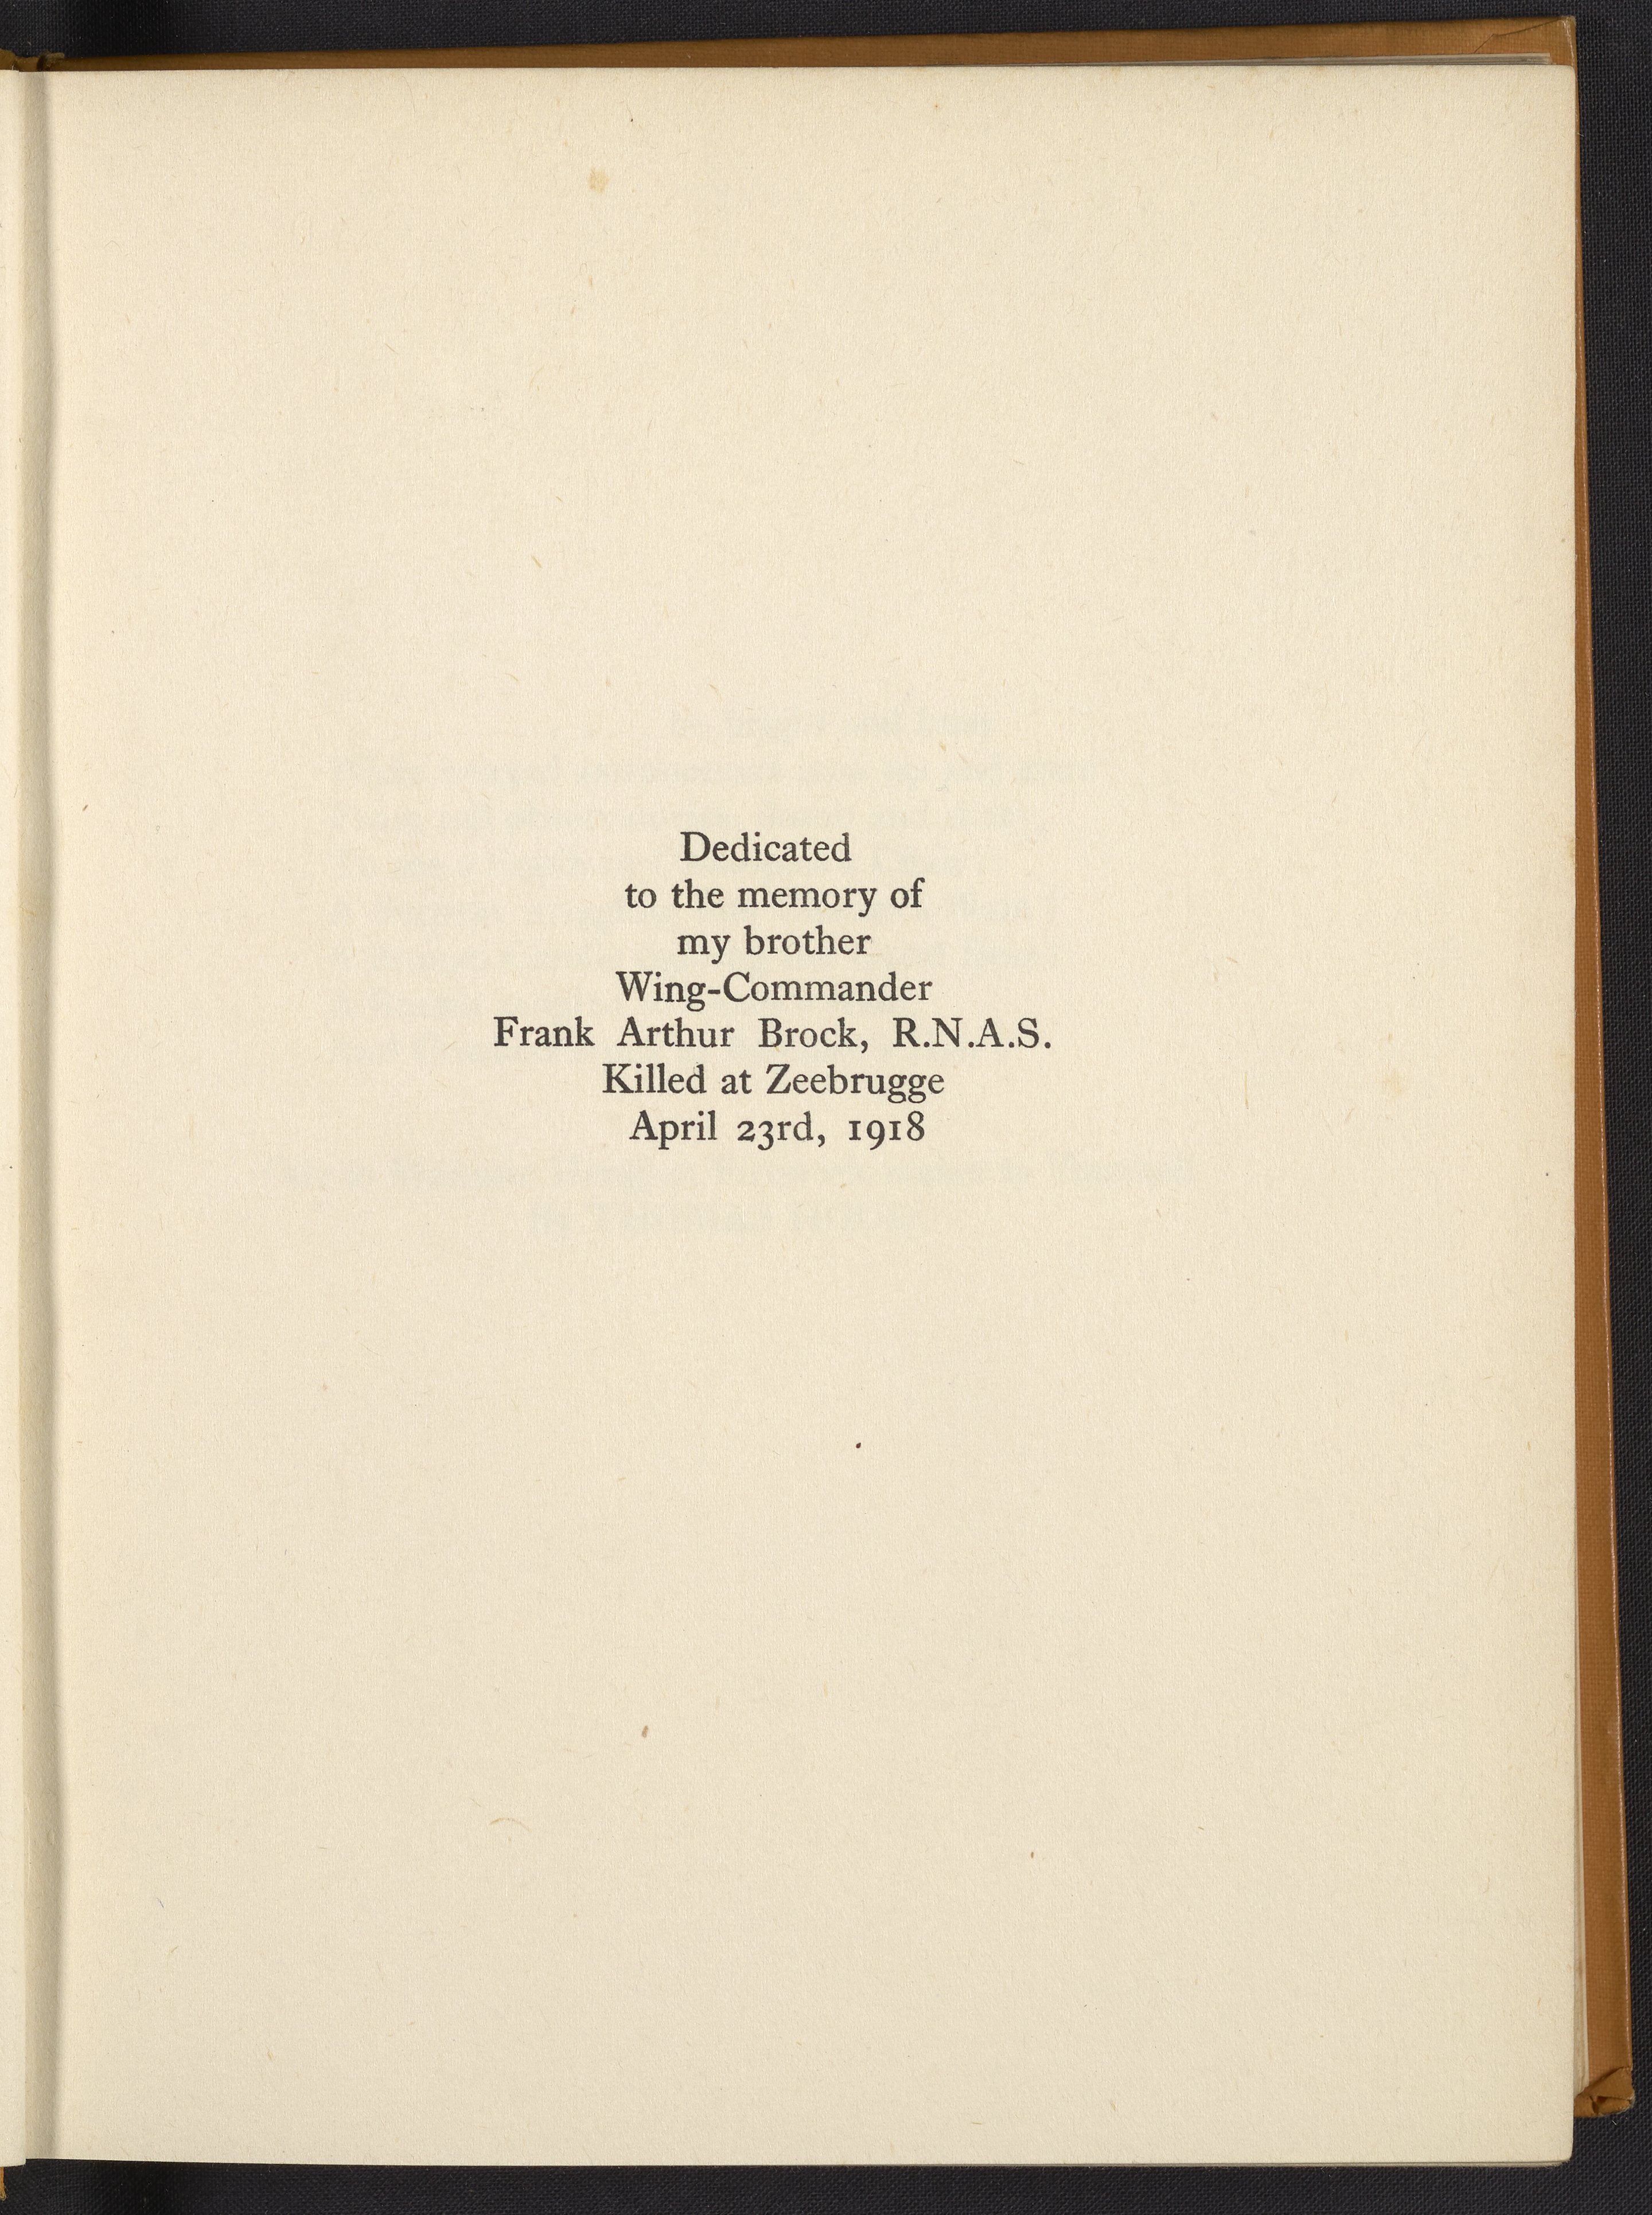 Dedicated
to the memory of
my brother
Wing-Commander
Frank Arthur Brock, R.N.A.S.
Killed at Zeebrugge
April 23rd, 1918